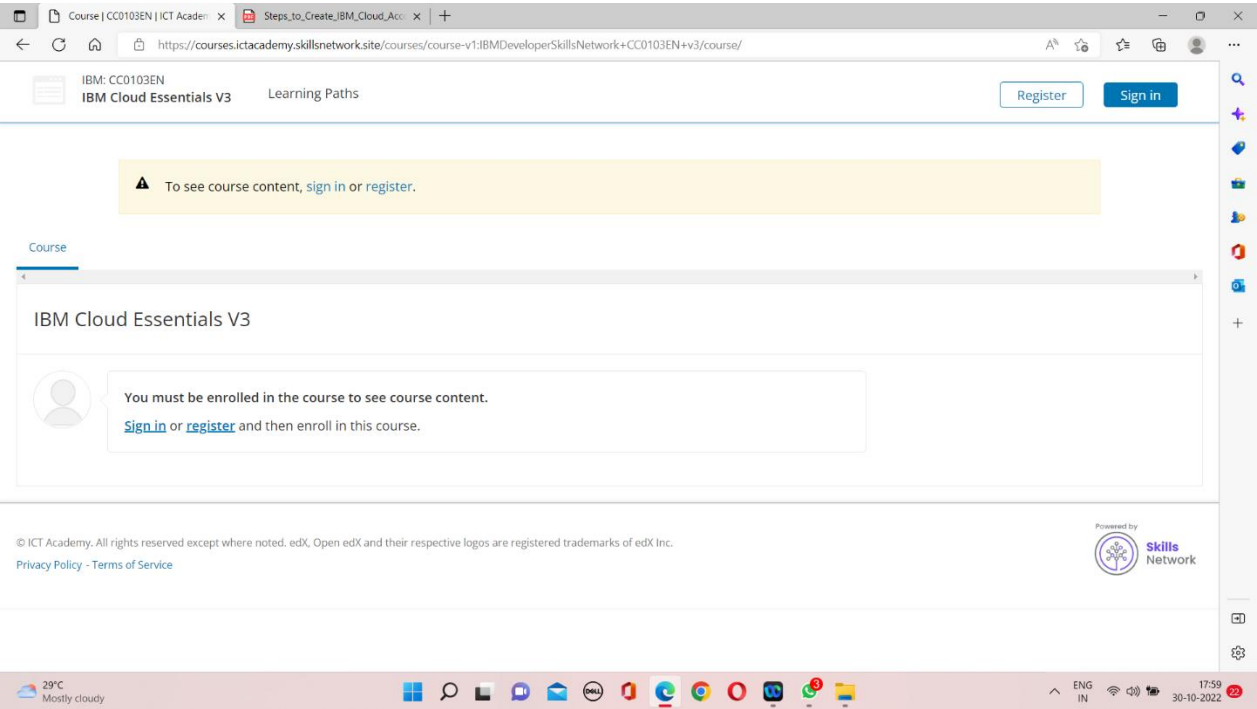 Course | CC0103EN | ICT Academ
Steps_to_Create_IBM_Cloud_Acc
https://courses.ictacademy.skillsnetwork.site/courses/course-v1:IBMDeveloperSkillsNetwork+CC0103EN+v3/course/
IBM: CC0103EN
IBM Cloud Essentials V3
Learning Paths
Register
Sign in
To see course content, sign in or register.
Course
IBM Cloud Essentials V3
You must be enrolled in the course to see course content.
Sign in or register and then enroll in this course.
Powered by
Skills
Network
© ICT Academy. All rights reserved except where noted. edX, Open edX and their respective logos are registered trademarks of edX Inc.
Privacy Policy - Terms of Service
29°C
Mostly cloudy
DELL
3
ENG
IN
17:59
30-10-2022
22